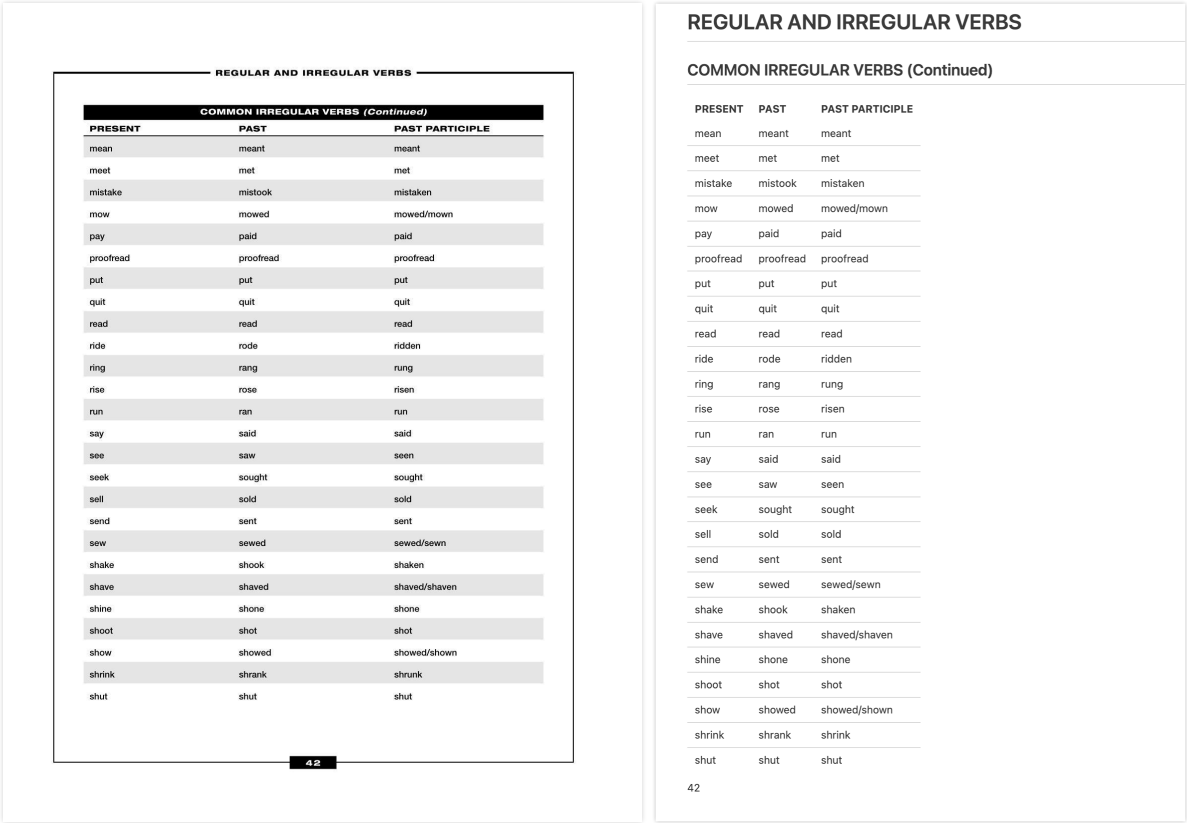 REGULAR AND IRREGULAR VERBS
COMMON IRREGULAR VERBS (Continued)
PRESENT PAST PAST PARTICIPLE
mean meant meant
meet met met
mistake mistook mistaken
mow mowed mowed/mown
pay paid paid
proofread proofread proofread
put put put
quit quit quit
read read read
ride rode ridden
ring rang rung
rise rose risen
run ran run
say said said
see saw seen
seek sought sought
sell sold sold
send sent sent
sew sewed sewed/sewn
shake shook shaken
shave shaved shaved/shaven
shine shone shone
shoot shot shot
show showed showed/shown
shrink shrank shrunk
shut shut shut
42
REGULAR AND IRREGULAR VERBS
COMMON IRREGULAR VERBS (Continued)
PRESENT PAST PAST PARTICIPLE
mean meant meant
meet met met
mistake mistook mistaken
mow mowed mowed/mown
pay paid paid
proofread proofread proofread
put put put
quit quit quit
read read read
ride rode ridden
ring rang rung
rise rose risen
run ran run
say said said
see saw seen
seek sought sought
sell sold sold
send sent sent
sew sewed sewed/sewn
shake shook shaken
shave shaved shaved/shaven
shine shone shone
shoot shot shot
show showed showed/shown
shrink shrank shrink
shut shut shut
42